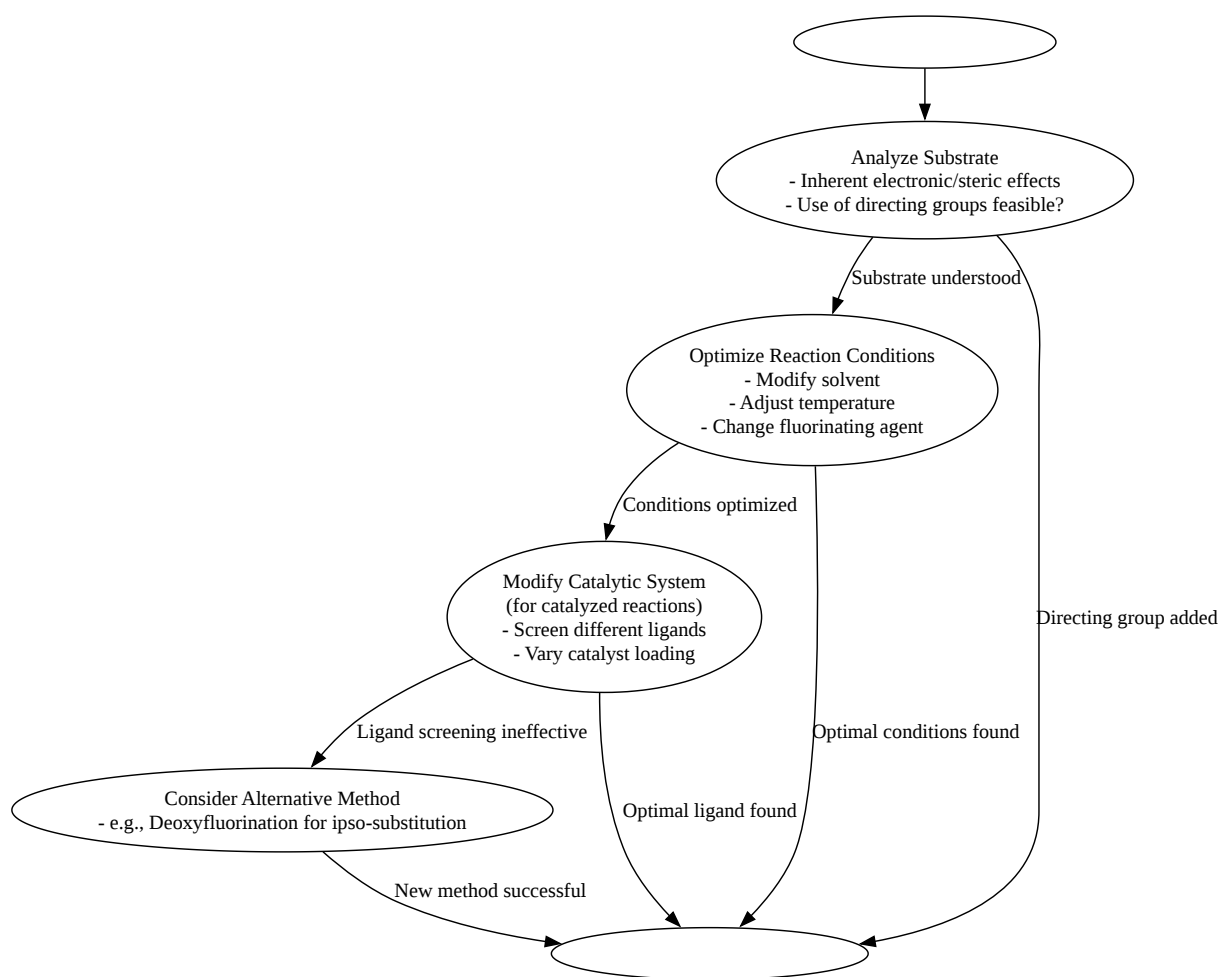 Analyze Substrate
- Inherent electronic/steric effects
- Use of directing groups feasible?
Substrate understood
Optimize Reaction Conditions
- Modify solvent
- Adjust temperature
- Change fluorinating agent
Conditions optimized
Modify Catalytic System
(for catalyzed reactions)
- Screen different ligands
- Vary catalyst loading
Directing group added
Ligand screening ineffective
Optimal conditions found
Consider Alternative Method
- e.g., Deoxyfluorination for ipso-substitution
Optimal ligand found
New method successful